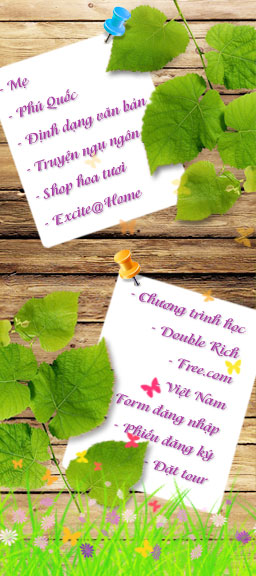 - Mẹ
- Phú Quốc
- Định dạng văn bản
- Truyện ngụ ngôn
- Shop hoa tươi
- Excite@Home
- Chương trình học
- Double Rich
- Free.com
Việt Nam
Form đăng nhập
- Phiếu đăng ký
- Đặt tour